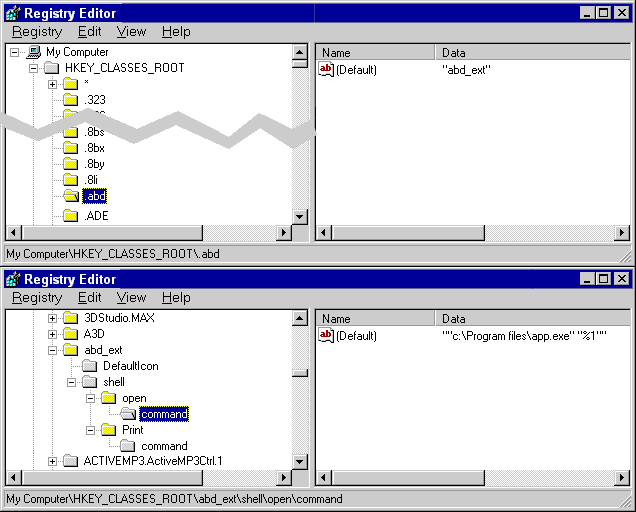 Registry Editor
Registry Edit View Help
My Computer
HKEY_CLASSES_ROOT
*
.323
.8bs
.8bx
.8by
.8li
.abd
.ADE
Name Data
(Default) "abd_ext"
My Computer\HKEY_CLASSES_ROOT\.abd
Registry Editor
Registry Edit View Help
3DStudio.MAX
A3D
abd_ext
DefaultIcon
shell
open
command
Print
command
ACTIVEMP3.ActiveMP3Ctrl.1
Name Data
(Default) ""c:\Program files\app.exe" "%1""
My Computer\HKEY_CLASSES_ROOT\abd_ext\shell\open\command